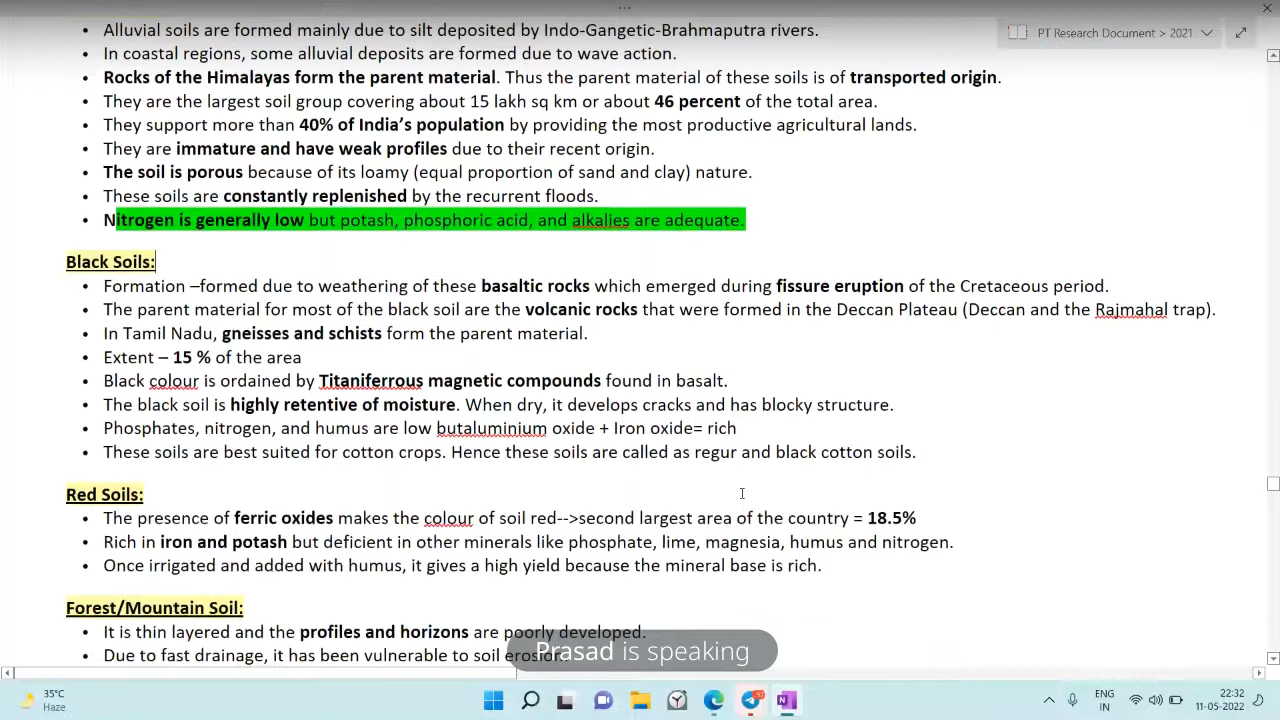 ...
PT Research Document > 2021
Alluvial soils are formed mainly due to silt deposited by Indo-Gangetic-Brahmaputra rivers.
In coastal regions, some alluvial deposits are formed due to wave action.
Rocks of the Himalayas form the parent material. Thus the parent material of these soils is of transported origin.
They are the largest soil group covering about 15 lakh sq km or about 46 percent of the total area.
They support more than 40% of India's population by providing the most productive agricultural lands.
They are immature and have weak profiles due to their recent origin.
The soil is porous because of its loamy (equal proportion of sand and clay) nature.
These soils are constantly replenished by the recurrent floods.
Nitrogen is generally low but potash, phosphoric acid, and alkalies are adequate.
Black Soils:
Formation –formed due to weathering of these basaltic rocks which emerged during fissure eruption of the Cretaceous period.
The parent material for most of the black soil are the volcanic rocks that were formed in the Deccan Plateau (Deccan and the Rajmahal trap).
In Tamil Nadu, gneisses and schists form the parent material.
Extent – 15 % of the area
Black colour is ordained by Titaniferrous magnetic compounds found in basalt.
The black soil is highly retentive of moisture. When dry, it develops cracks and has blocky structure.
Phosphates, nitrogen, and humus are low butaluminium oxide + Iron oxide= rich
These soils are best suited for cotton crops. Hence these soils are called as regur and black cotton soils.
Red Soils:
The presence of ferric oxides makes the colour of soil red-->second largest area of the country = 18.5%
Rich in iron and potash but deficient in other minerals like phosphate, lime, magnesia, humus and nitrogen.
Once irrigated and added with humus, it gives a high yield because the mineral base is rich.
Forest/Mountain Soil:
It is thin layered and the profiles and horizons are poorly developed.
Due to fast drainage, it has been vulnerable to soil erosion.
Prasad is speaking
35°C
Haze
ENG
IN
22:32
11-05-2022